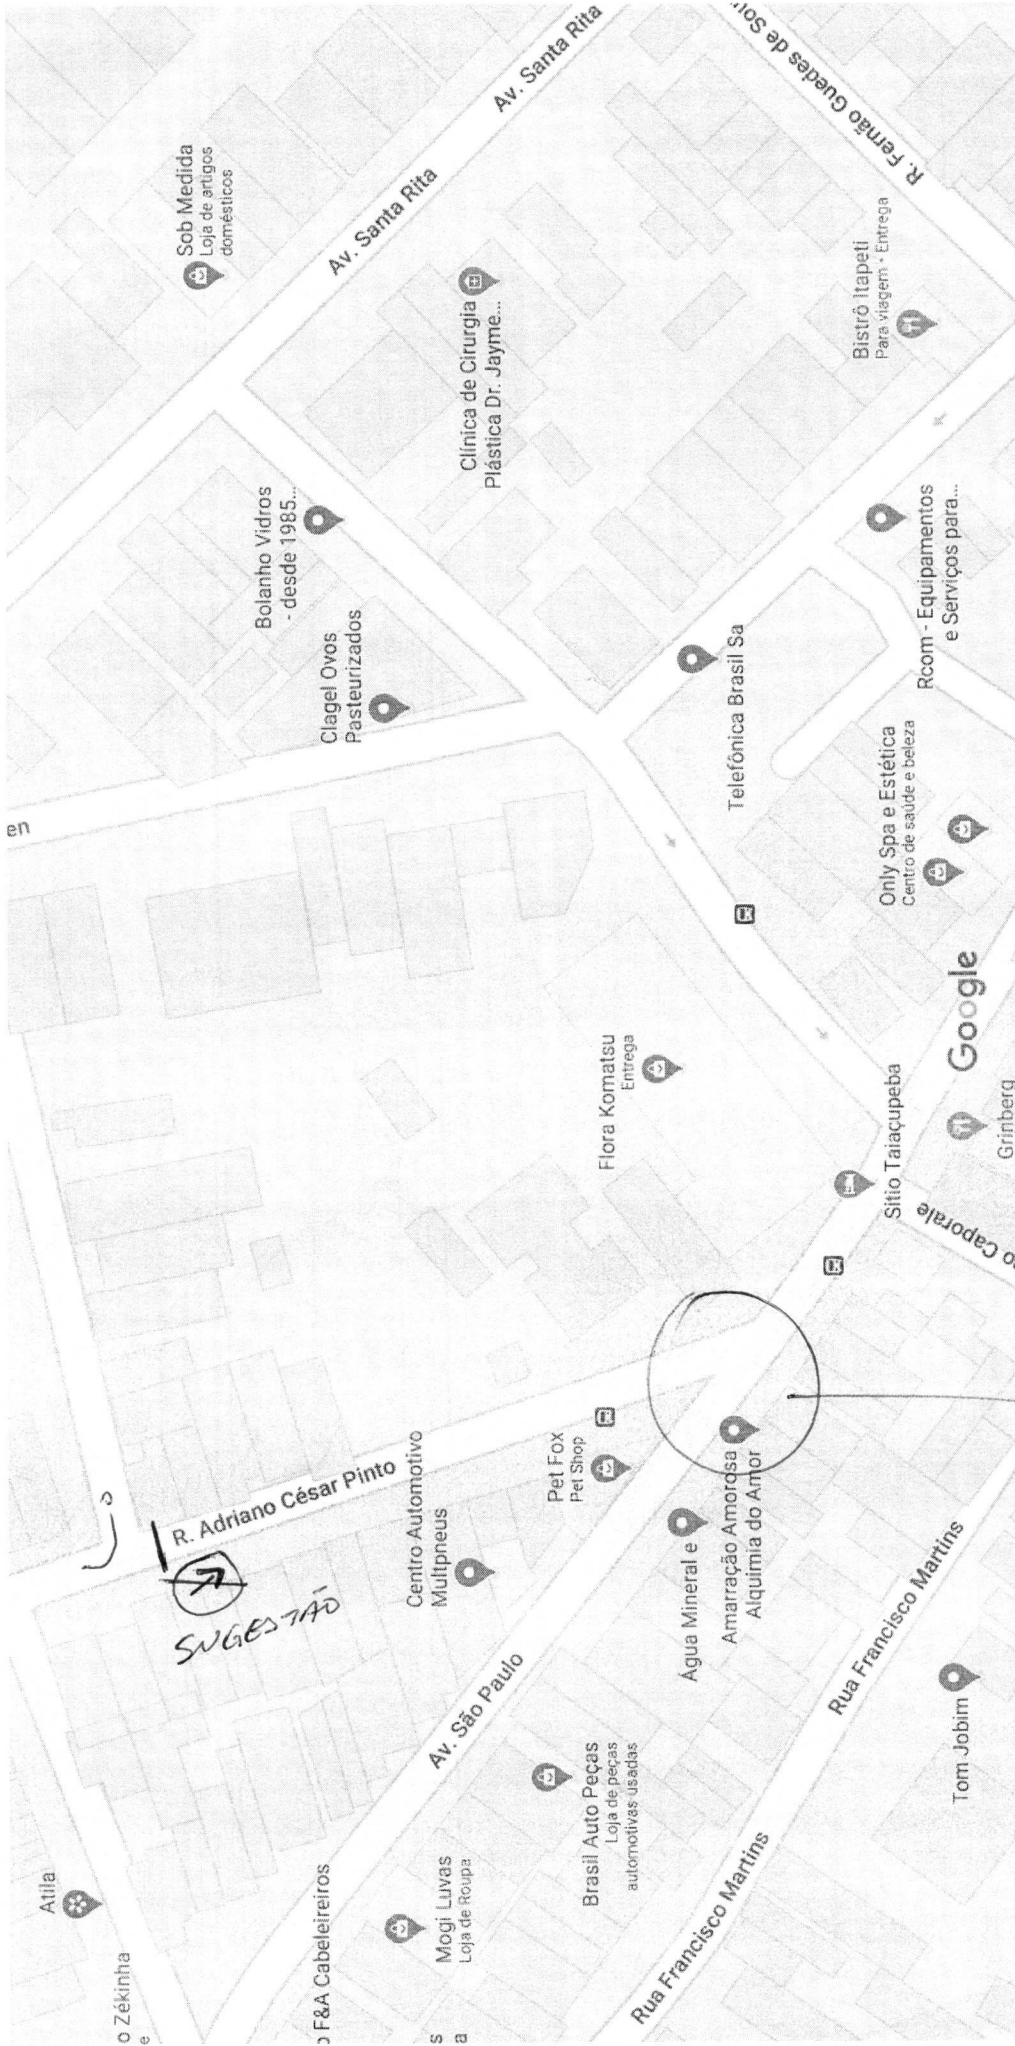 en
Atila
o Zékinha
e
Sob Medida
Loja de artigos
domésticos
R. Adriano César Pinto
SUGESTÃO
Bolanho Vidros
- desde 1985...
Clagel Ovos
Pasteurizados
Av. Santa Rita
Av. Santa Rita
F&A Cabeleireiros
Centro Automotivo
Multpneus
Mogi Luvas
Loja de Roupa
s
a
Av. São Paulo
Clínica de Cirurgia
Plástica Dr. Jayme...
Pet Fox
Pet Shop
Flora Komatsu
Entrega
Brasil Auto Peças
Loja de peças
automotivas usadas
Água Mineral e
Amarração Amorosa
Alquimia do Amor
Telefônica Brasil Sa
R. Fernão Guedes de Sou
Bistrô Itapeti
Para viagem • Entrega
Rua Francisco Martins
Rua Francisco Martins
Sítio Taiaçupeba
Only Spa e Estética
Centro de saúde e beleza
Rcom - Equipamentos
e Serviços para...
Tom Jobim
o Caporale
Google
Grinberg